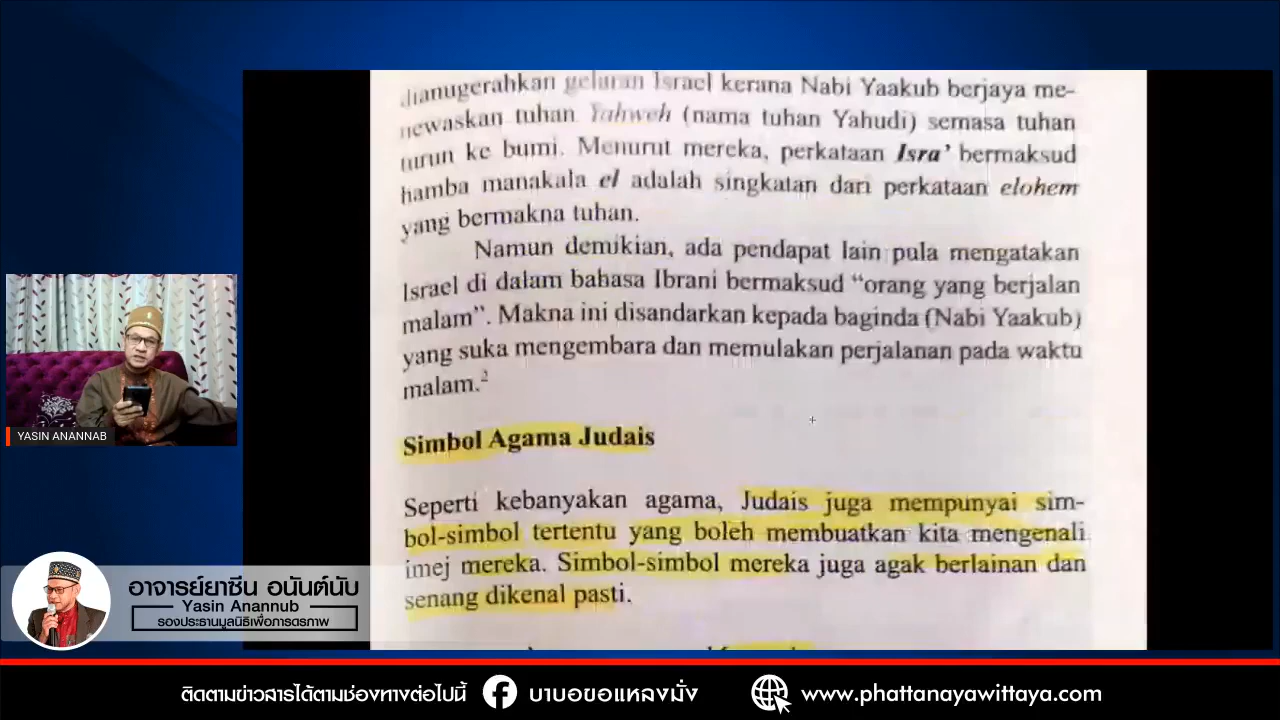 dianugerahkan gelaran Israel kerana Nabi Yaakub berjaya me-
newaskan tuhan Yahweh (nama tuhan Yahudi) semasa tuhan
turun ke bumi. Menurut mereka, perkataan Isra' bermaksud
hamba manakala el adalah singkatan dari perkataan elohem
yang bermakna tuhan.
Namun demikian, ada pendapat lain pula mengatakan
Israel di dalam bahasa Ibrani bermaksud “orang yang berjalan
malam”. Makna ini disandarkan kepada baginda (Nabi Yaakub)
yang suka mengembara dan memulakan perjalanan pada waktu
malam.2
Simbol Agama Judais
Seperti kebanyakan agama, Judais juga mempunyai sim-
bol-simbol tertentu yang boleh membuatkan kita mengenali
imej mereka. Simbol-simbol mereka juga agak berlainan dan
senang dikenal pasti.
YASIN ANANNAB
อาจารย์ยาซีน อนันต์นับ
Yasin Anannub
รองประธานมูลนิธิเพื่อการตรภาพ
ติดตามข่าวสารได้ตามช่องทางต่อไปนี้
บาบอขอแหลงมั่ง
www.phattanayawittaya.com